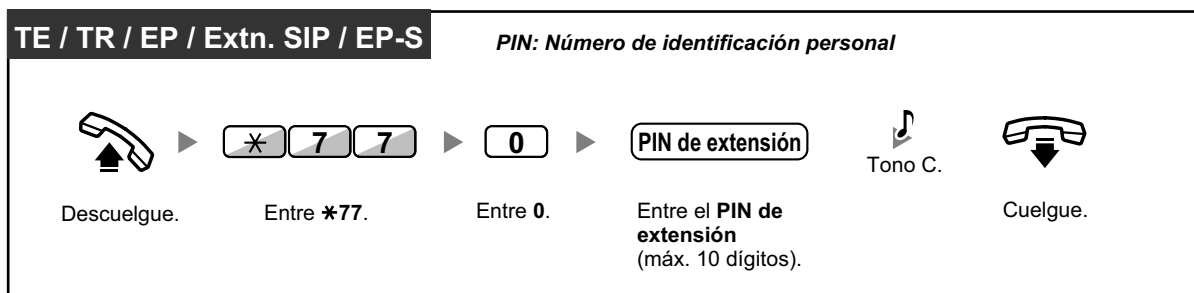 TE / TR / EP / Extn. SIP / EP-S
PIN: Número de identificación personal
* 7 7
0
PIN de extensión
Tono C.
Descuelgue.
Entre *77.
Entre 0.
Entre el PIN de
extensión
(máx. 10 dígitos).
Cuelgue.